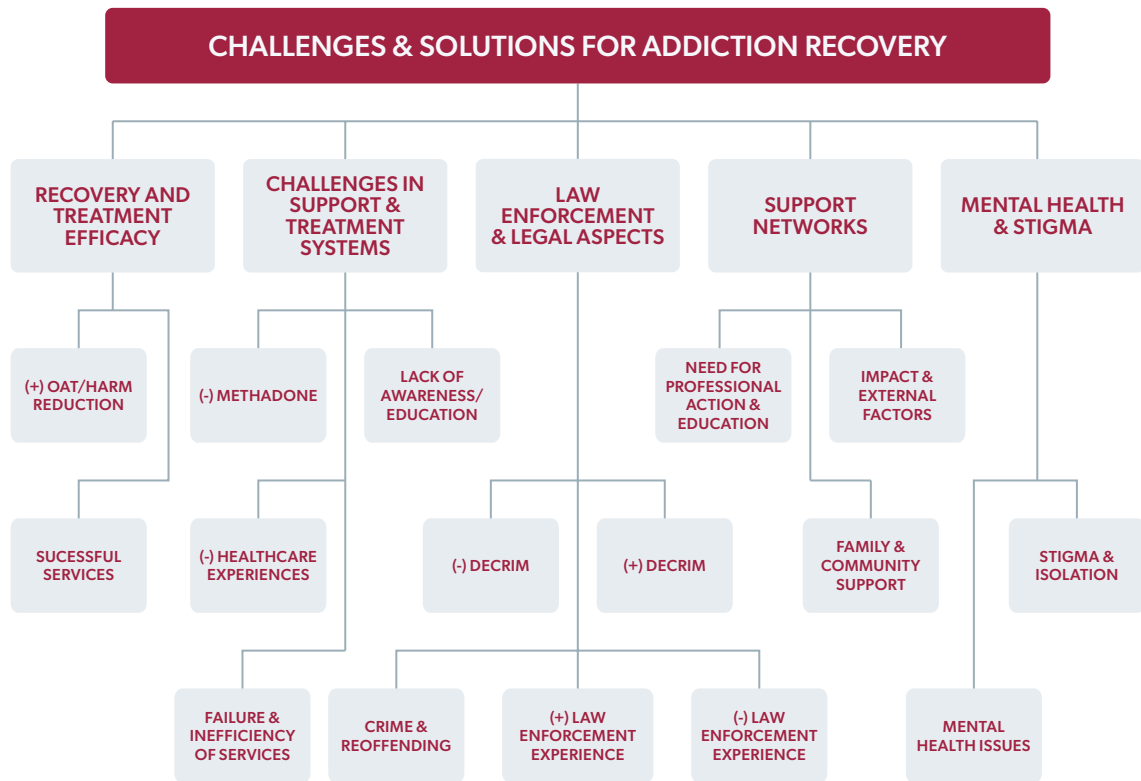 CHALLENGES & SOLUTIONS FOR ADDICTION RECOVERY
RECOVERY AND
TREATMENT
EFFICACY
CHALLENGES IN
SUPPORT &
TREATMENT
SYSTEMS
LAW
ENFORCEMENT
& LEGAL ASPECTS
SUPPORT
NETWORKS
MENTAL HEALTH
& STIGMA
(+) OAT/HARM
REDUCTION
(-) METHADONE
LACK OF
AWARENESS/
EDUCATION
NEED FOR
PROFESSIONAL
ACTION &
EDUCATION
IMPACT &
EXTERNAL
FACTORS
SUCESSFUL
SERVICES
(-) HEALTHCARE
EXPERIENCES
(-) DECRIM
(+) DECRIM
FAMILY &
COMMUNITY
SUPPORT
STIGMA &
ISOLATION
FAILURE &
INEFFICIENCY
OF SERVICES
CRIME &
REOFFENDING
(+) LAW
ENFORCEMENT
EXPERIENCE
(-) LAW
ENFORCEMENT
EXPERIENCE
MENTAL
HEALTH ISSUES